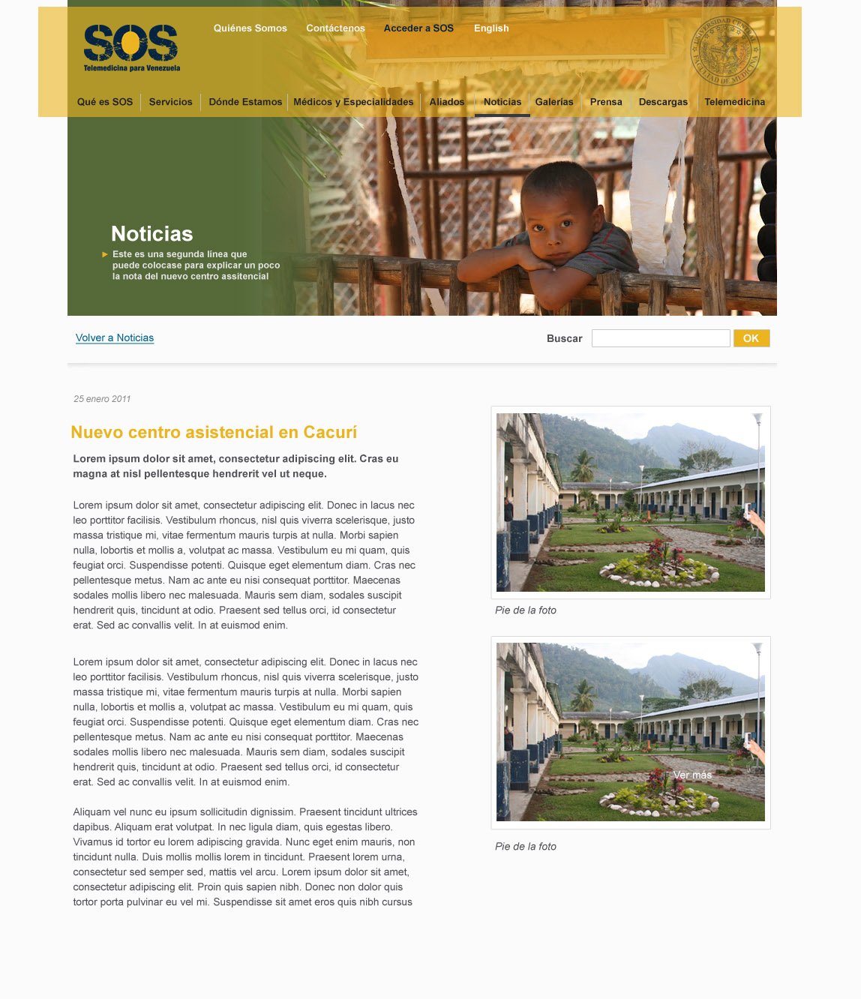 Quiénes Somos Contáctenos Acceder a SOS English
SOS
Telemedicina para Venezuela
UNIVERSIDAD CENTRAL
FACULTAD DE MEDICINA
Qué es SOS Servicios Dónde Estamos Médicos y Especialidades Aliados Noticias Galerías Prensa Descargas Telemedicina
Noticias
Este es una segunda línea que
puede colocase para explicar un poco
la nota del nuevo centro assitencial
Volver a Noticias
Buscar OK
25 enero 2011
Nuevo centro asistencial en Cacurí
Lorem ipsum dolor sit amet, consectetur adipiscing elit. Cras eu
magna at nisl pellentesque hendrerit vel ut neque.
Lorem ipsum dolor sit amet, consectetur adipiscing elit. Donec in lacus nec
leo porttitor facilisis. Vestibulum rhoncus, nisl quis viverra scelerisque, justo
massa tristique mi, vitae fermentum mauris turpis at nulla. Morbi sapien
nulla, lobortis et mollis a, volutpat ac massa. Vestibulum eu mi quam, quis
feugiat orci. Suspendisse potenti. Quisque eget elementum diam. Cras nec
pellentesque metus. Nam ac ante eu nisi consequat porttitor. Maecenas
sodales mollis libero nec malesuada. Mauris sem diam, sodales suscipit
hendrerit quis, tincidunt at odio. Praesent sed tellus orci, id consectetur
erat. Sed ac convallis velit. In at euismod enim.
Lorem ipsum dolor sit amet, consectetur adipiscing elit. Donec in lacus nec
leo porttitor facilisis. Vestibulum rhoncus, nisl quis viverra scelerisque, justo
massa tristique mi, vitae fermentum mauris turpis at nulla. Morbi sapien
nulla, lobortis et mollis a, volutpat ac massa. Vestibulum eu mi quam, quis
feugiat orci. Suspendisse potenti. Quisque eget elementum diam. Cras nec
pellentesque metus. Nam ac ante eu nisi consequat porttitor. Maecenas
sodales mollis libero nec malesuada. Mauris sem diam, sodales suscipit
hendrerit quis, tincidunt at odio. Praesent sed tellus orci, id consectetur
erat. Sed ac convallis velit. In at euismod enim.
Aliquam vel nunc eu ipsum sollicitudin dignissim. Praesent tincidunt ultrices
dapibus. Aliquam erat volutpat. In nec ligula diam, quis egestas libero.
Vivamus id tortor eu lorem adipiscing gravida. Nunc eget enim mauris, non
tincidunt nulla. Duis mollis mollis lorem in tincidunt. Praesent lorem urna,
consectetur sed semper sed, mattis vel arcu. Lorem ipsum dolor sit amet,
consectetur adipiscing elit. Proin quis sapien nibh. Donec non dolor quis
tortor porta pulvinar eu vel mi. Suspendisse sit amet eros quis nibh cursus
Pie de la foto
Ver más
Pie de la foto